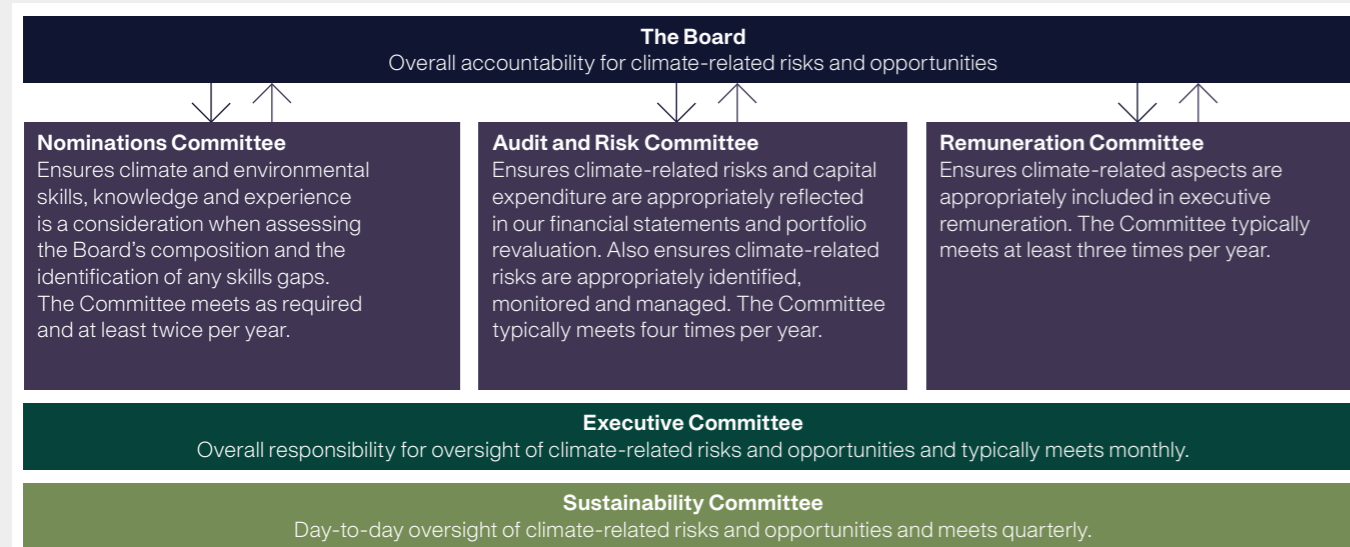 The Board
Overall accountability for climate-related risks and opportunities
Nominations Committee
Ensures climate and environmental
skills, knowledge and experience
is a consideration when assessing
the Board's composition and the
identification of any skills gaps.
The Committee meets as required
and at least twice per year.
Audit and Risk Committee
Ensures climate-related risks and capital
expenditure are appropriately reflected
in our financial statements and portfolio
revaluation. Also ensures climate-related
risks are appropriately identified,
monitored and managed. The Committee
typically meets four times per year.
Remuneration Committee
Ensures climate-related aspects are
appropriately included in executive
remuneration. The Committee typically
meets at least three times per year.
Executive Committee
Overall responsibility for oversight of climate-related risks and opportunities and typically meets monthly.
Sustainability Committee
Day-to-day oversight of climate-related risks and opportunities and meets quarterly.